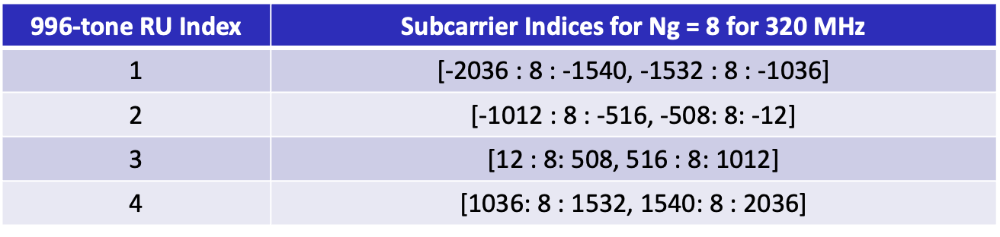 996-tone RU Index Subcarrier Indices for Ng = 8 for 320 MHz
1 [-2036 : 8 : -1540, -1532 : 8 : -1036]
2 [-1012 : 8 : -516, -508: 8: -12]
3 [12 : 8: 508, 516 : 8: 1012]
4 [1036: 8 : 1532, 1540: 8 : 2036]